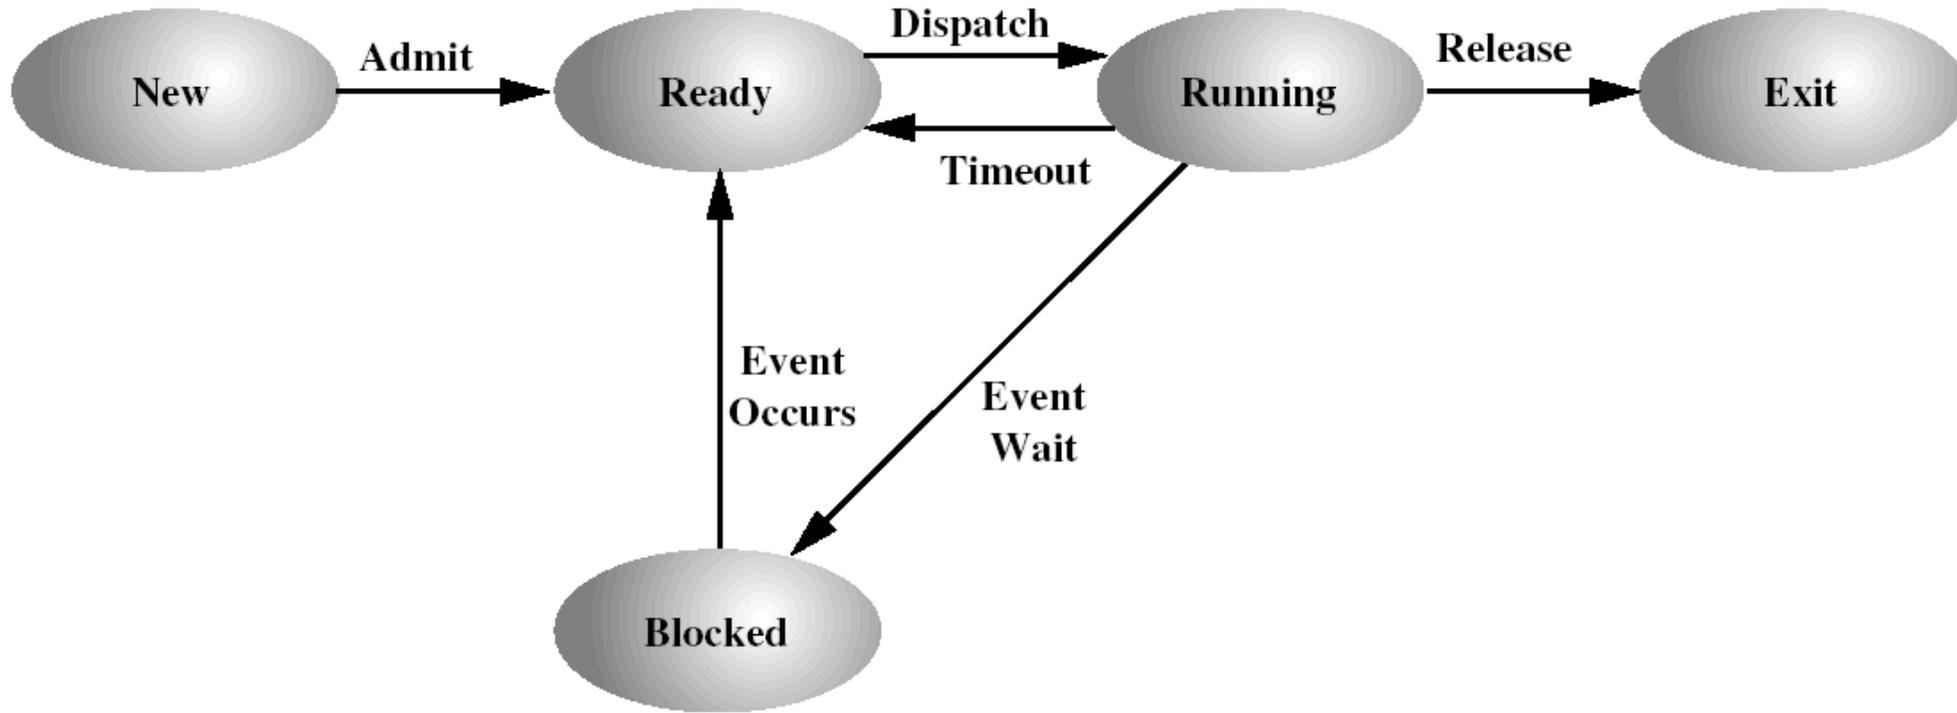 Dispatch
Admit
Release
New
Ready
Running
Exit
Timeout
Event
Occurs
Event
Wait
Blocked